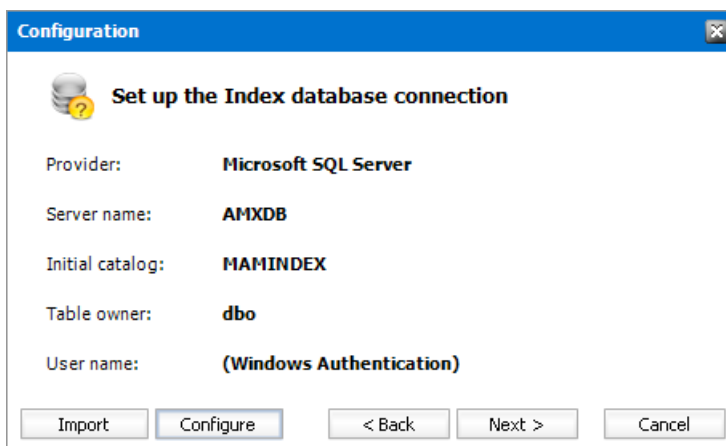 Configuration
Set up the Index database connection
Provider: Microsoft SQL Server
Server name: AMXDB
Initial catalog: MAMINDEX
Table owner: dbo
User name: (Windows Authentication)
Import Configure < Back Next > Cancel